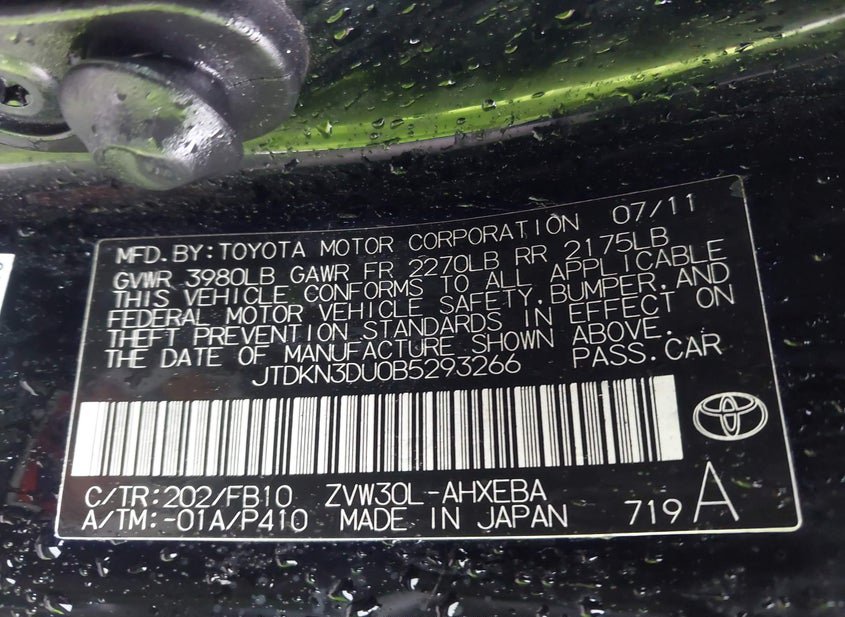 MFD.BY:TOYOTA MOTOR CORPORATION 07/11
GVWR 3980LB GAWR FR 2270LB RR 2175LB
THIS VEHICLE CONFORMS TO ALL APPLICABLE
FEDERAL MOTOR VEHICLE SAFETY,BUMPER,AND
THEFT PREVENTION STANDARDS IN EFFECT ON
THE DATE OF MANUFACTURE SHOWN ABOVE.
JTDKN3DU0B5293266 PASS.CAR
C/TR:202/FB10 ZVW30L-AHXEBA
A/TM:-01A/P410 MADE IN JAPAN 719 A